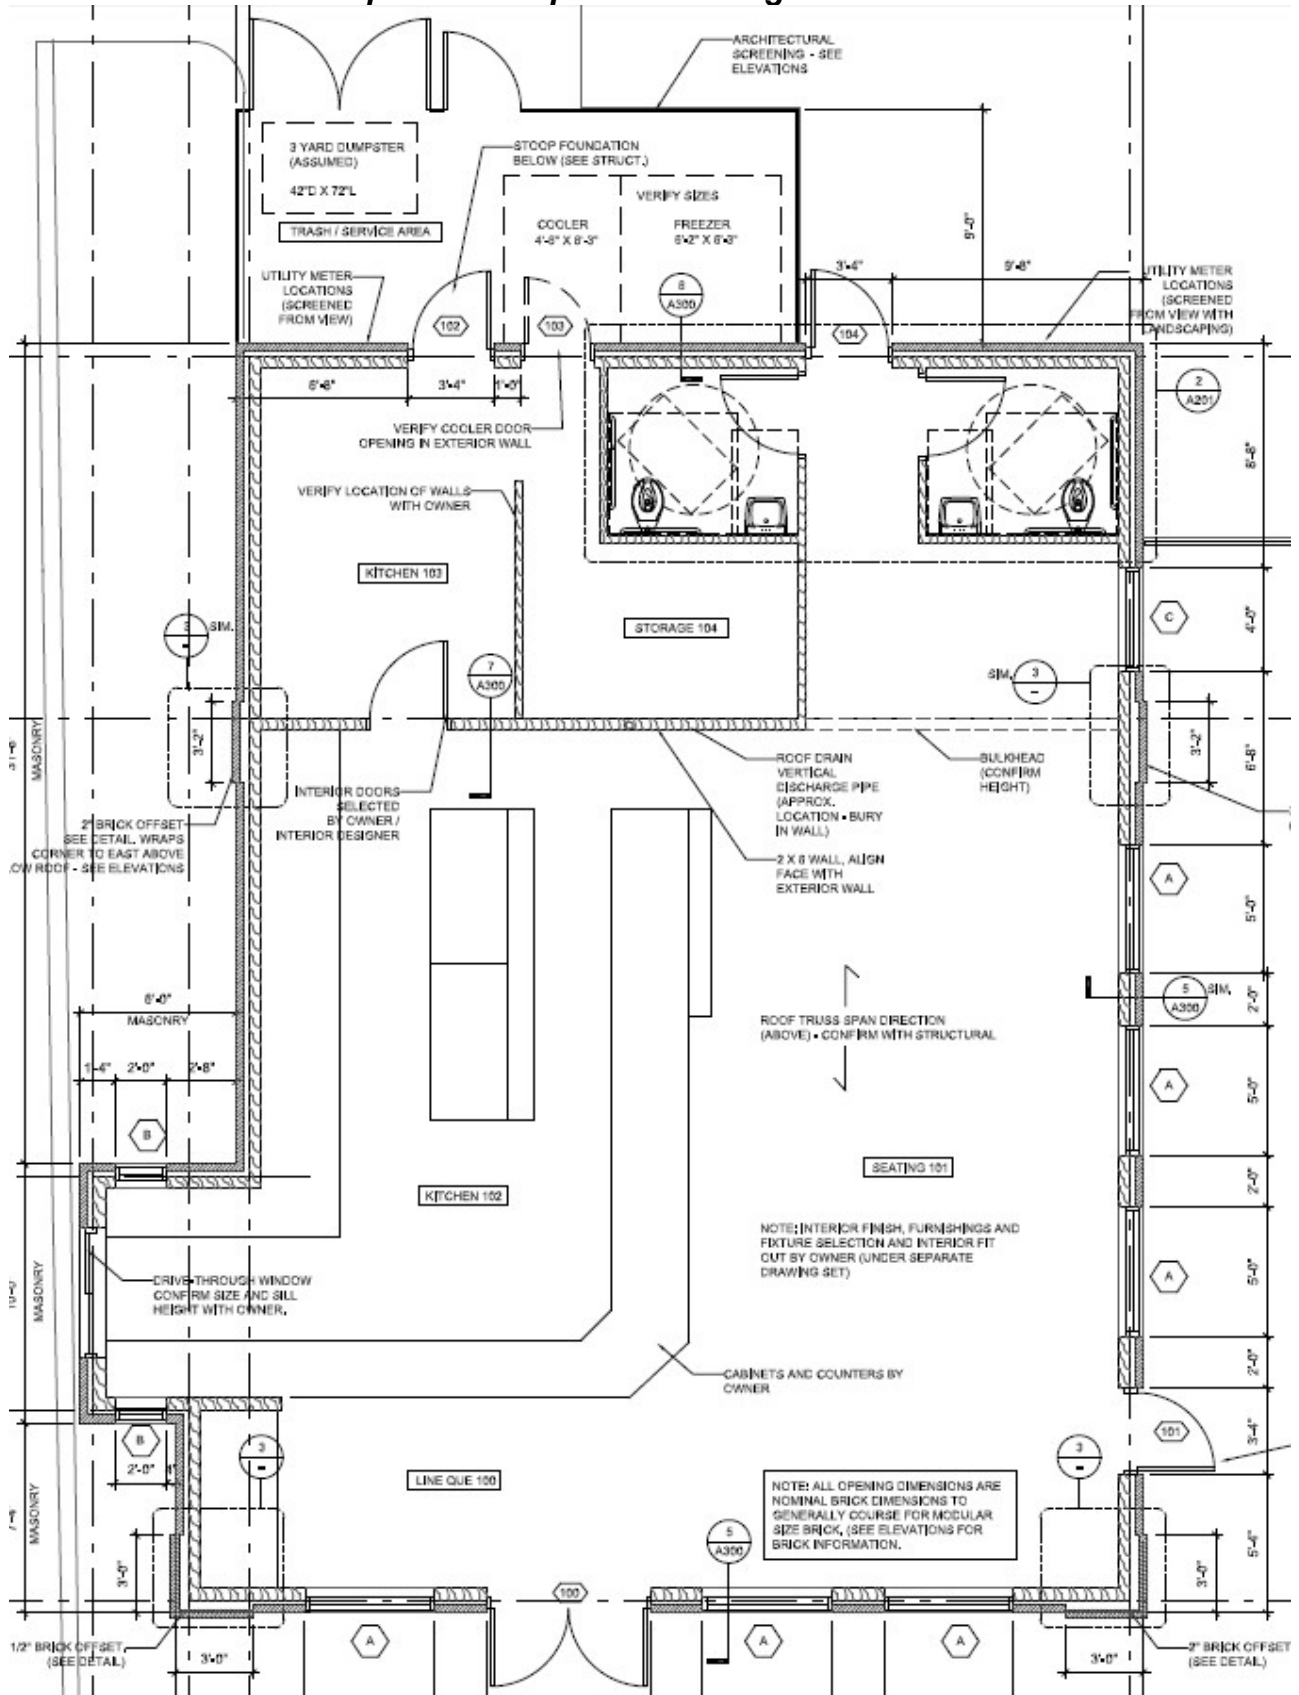 ARCHITECTURAL
SCREENING - SEE
ELEVATIONS
3 YARD DUMPSTER
(ASSUMED)
42"D X 72"L
TRASH / SERVICE AREA
STOOP FOUNDATION
BELOW (SEE STRUCT.)
VERIFY SIZES
COOLER
FREEZER
9'-0"
3'-4"
9'-8"
UTILITY METER
LOCATIONS
(SCREENED
FROM VIEW)
6
A300
UTILITY METER
LOCATIONS
(SCREENED
FROM VIEW WITH
LANDSCAPING)
102
103
104
6'-8"
3'-4"
1'-0"
2
A201
VERIFY COOLER DOOR
OPENING IN EXTERIOR WALL
8'-8"
VERIFY LOCATION OF WALLS
WITH OWNER
KITCHEN 103
STORAGE 104
C
4'-0"
3
-
SIM.
7
A300
SIM.
3
-
3'-2"
3'-2"
6'-8"
MASONRY
ROOF DRAIN
VERTICAL
DISCHARGE PIPE
(APPROX.
LOCATION - BURY
IN WALL)
BULKHEAD
(CONFIRM
HEIGHT)
INTERIOR DOORS
SELECTED
BY OWNER /
INTERIOR DESIGNER
2" BRICK OFFSET
SEE DETAIL. WRAPS
CORNER TO EAST ABOVE
LOW ROOF - SEE ELEVATIONS
2 X 6 WALL, ALIGN
FACE WITH
EXTERIOR WALL
A
5'-0"
6'-0"
MASONRY
5
A300
SIM.
2'-0"
ROOF TRUSS SPAN DIRECTION
(ABOVE) - CONFIRM WITH STRUCTURAL
1'-4"
2'-0"
2'-8"
A
5'-0"
B
SEATING 101
KITCHEN 102
2'-0"
NOTE: INTERIOR FINISH, FURNISHINGS AND
FIXTURE SELECTION AND INTERIOR FIT
OUT BY OWNER (UNDER SEPARATE
DRAWING SET)
DRIVE-THROUGH WINDOW
CONFIRM SIZE AND SILL
HEIGHT WITH OWNER.
MASONRY
A
5'-0"
2'-0"
CABINETS AND COUNTERS BY
OWNER
B
2'-0"
4"
3
-
LINE QUE 100
3
-
101
3'-4"
NOTE: ALL OPENING DIMENSIONS ARE
NOMINAL BRICK DIMENSIONS TO
GENERALLY COURSE FOR MODULAR
SIZE BRICK, (SEE ELEVATIONS FOR
BRICK INFORMATION.
MASONRY
5
A300
5'-4"
3'-0"
3'-0"
100
1/2" BRICK OFFSET,
(SEE DETAIL)
3'-0"
A
A
A
3'-0"
2" BRICK OFFSET
(SEE DETAIL)